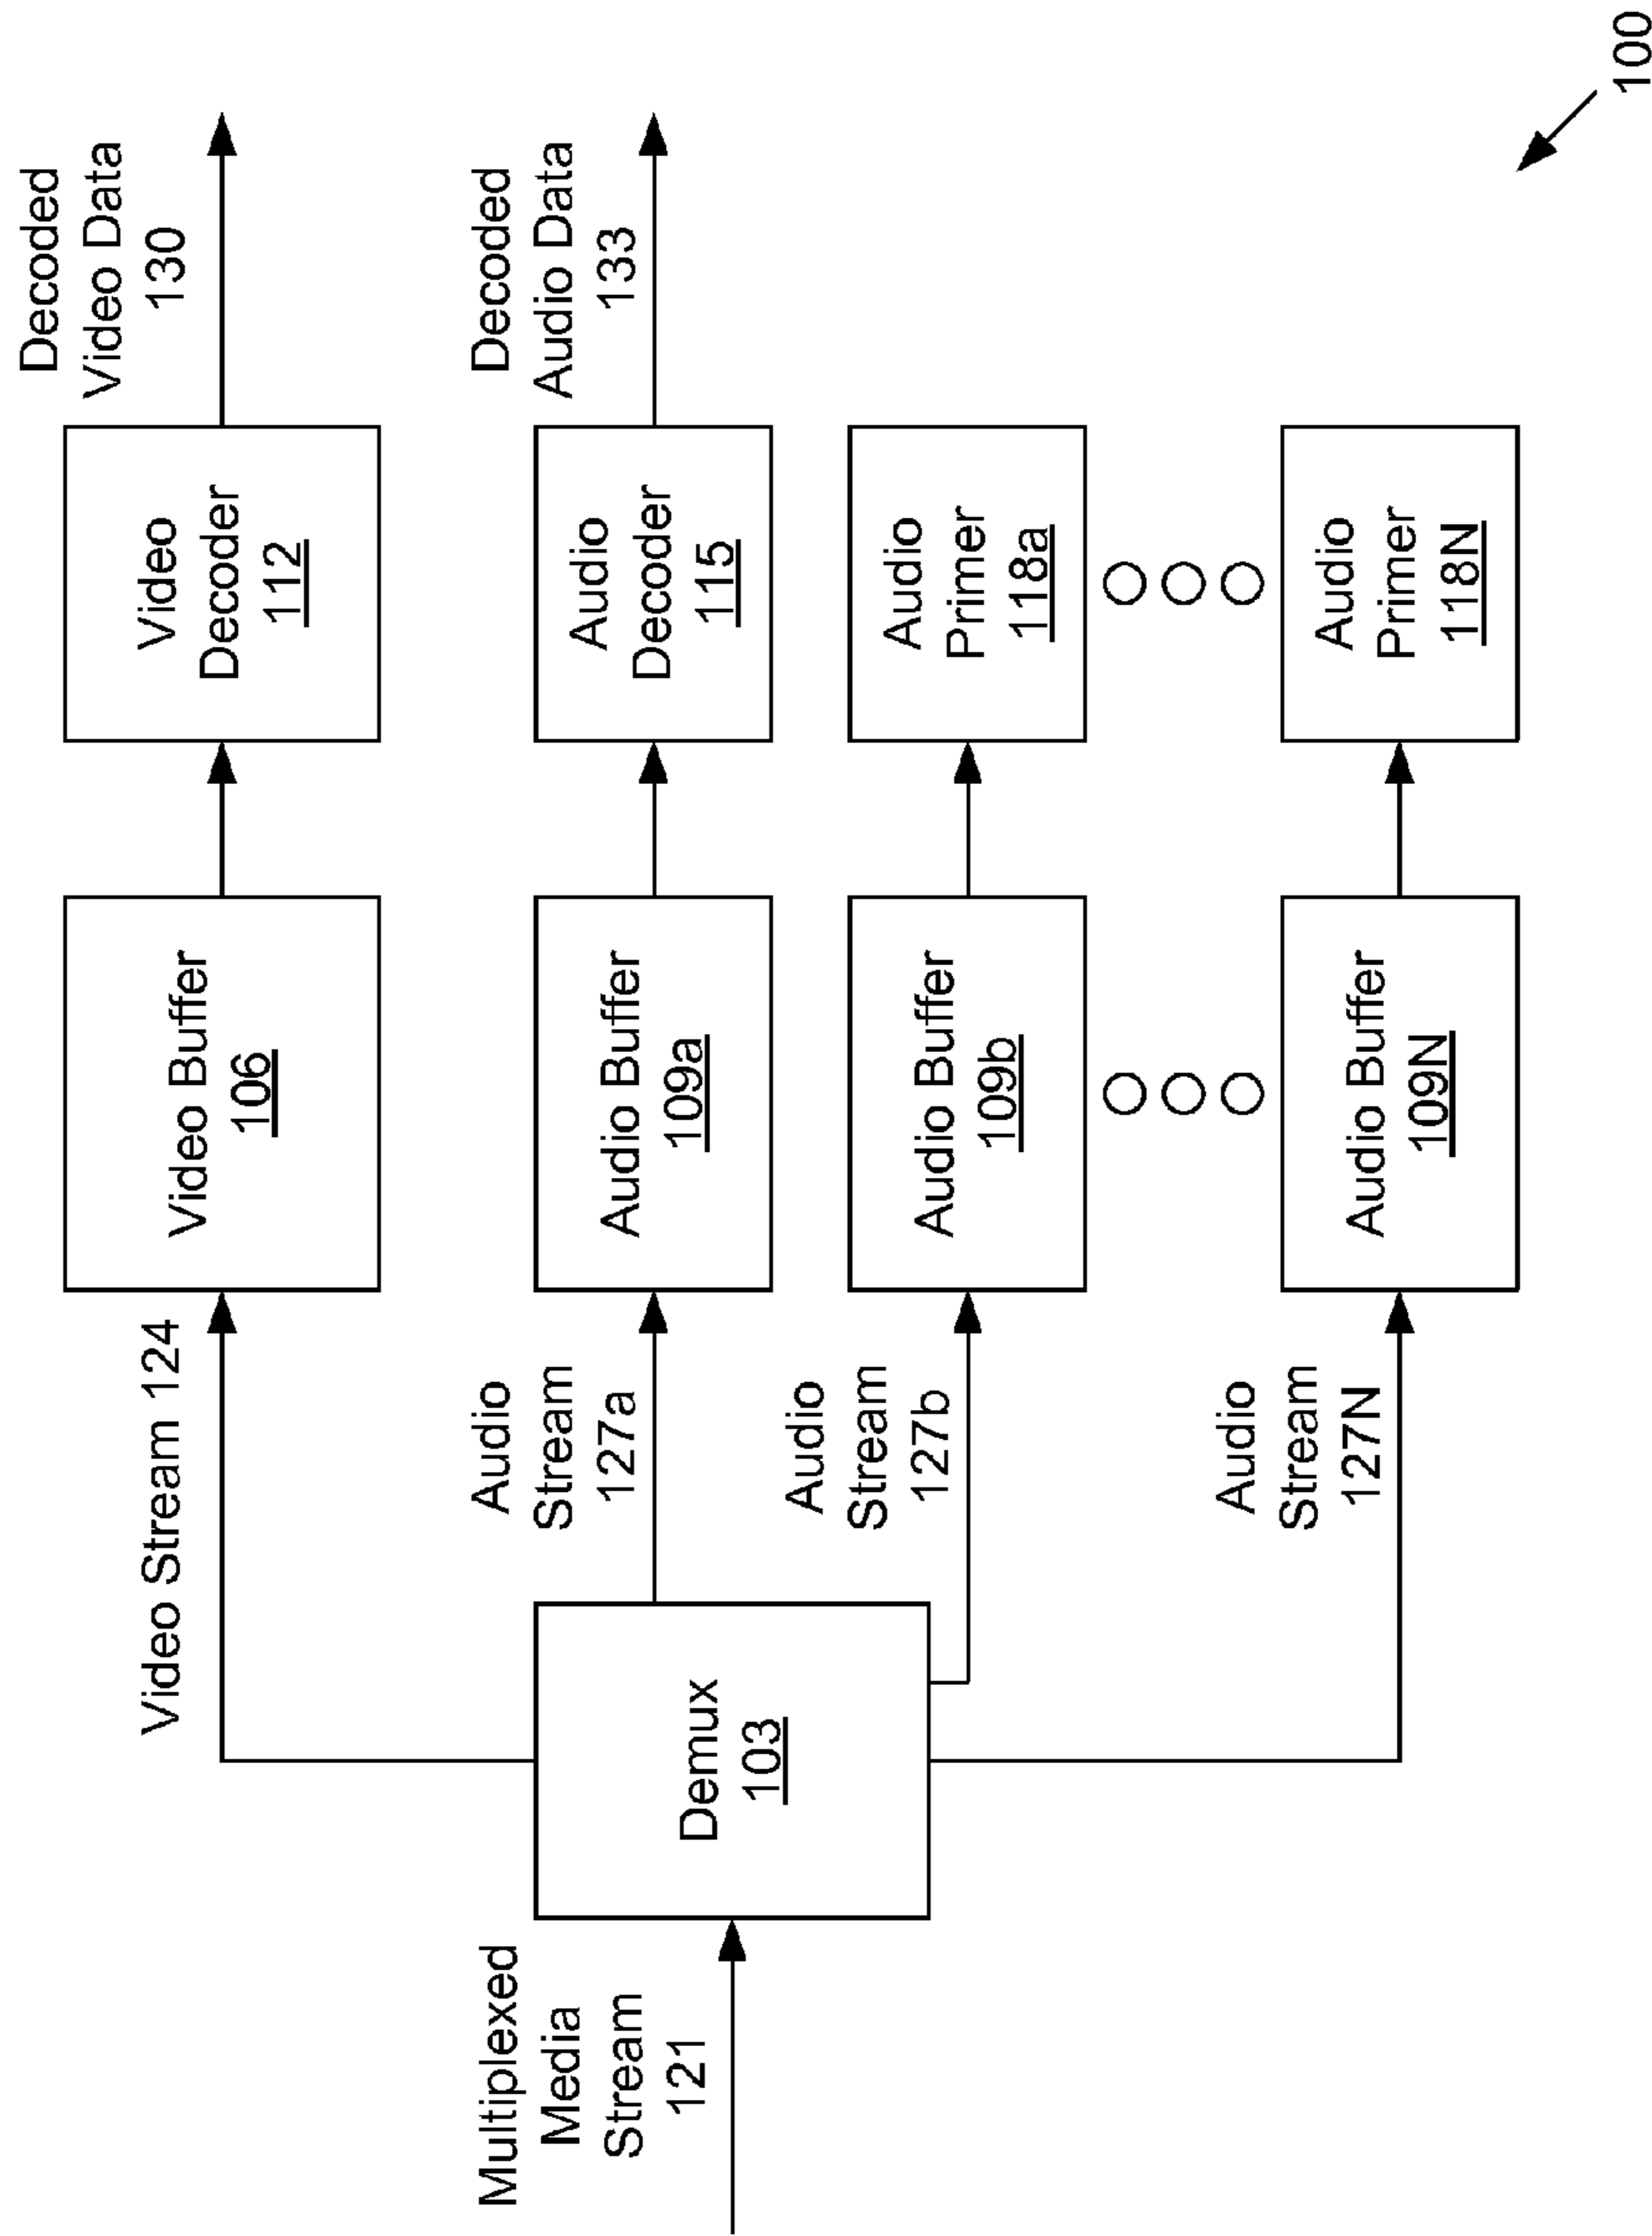 Multiplexed
Media
Stream
121
Demux
103
Video Stream 124
Audio
Stream
127a
Audio
Stream
127b
Audio
Stream
127N
Video Buffer
106
Audio Buffer
109a
Audio Buffer
109b
Audio Buffer
109N
Video
Decoder
112
Audio
Decoder
115
Audio
Primer
118a
Audio
Primer
118N
Decoded
Video Data
130
Decoded
Audio Data
133
100